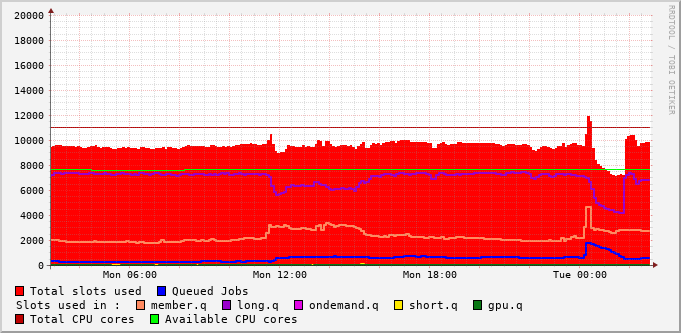 20000
18000
16000
14000
12000
10000
8000
6000
4000
2000
0
Mon 06:00 Mon 12:00 Mon 18:00 Tue 00:00
RRDTOOL / TOBI OETIKER
Total slots used Queued Jobs
Slots used in : member.q long.q ondemand.q short.q gpu.q
Total CPU cores Available CPU cores